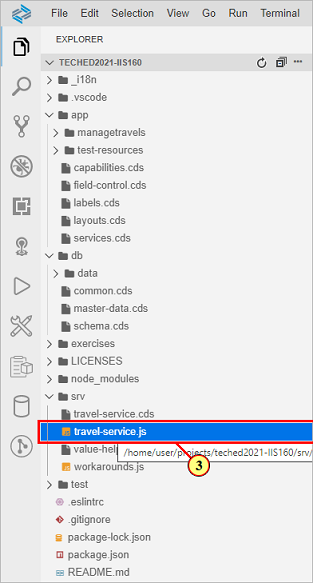 File Edit Selection View Go Run Terminal
EXPLORER
TECHED2021-IIS160
_i18n
.vscode
app
managetravels
test-resources
capabilities.cds
field-control.cds
labels.cds
layouts.cds
services.cds
db
data
common.cds
master-data.cds
schema.cds
exercises
LICENSES
node_modules
srv
travel-service.cds
travel-service.js
value-help
/home/user/projects/teched2021-IIS160/srv/
3
workarounds.js
test
.eslintrc
.gitignore
package-lock.json
package.json
README.md